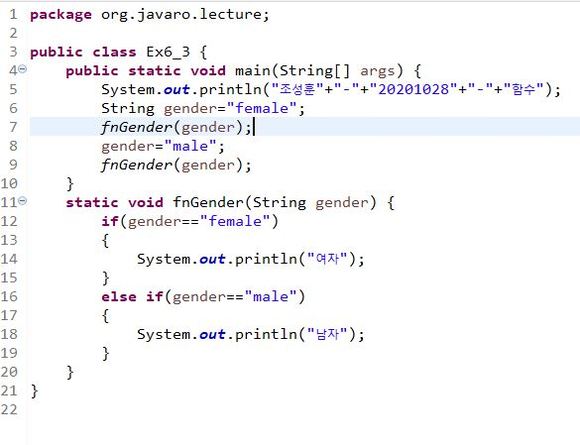 1 package org.javaro.lecture;
2
3 public class Ex6_3 {
4     public static void main(String[] args) {
5         System.out.println("조성훈"+"-"+"20201028"+"-"+"함수");
6         String gender="female";
7         fnGender(gender);
8         gender="male";
9         fnGender(gender);
10     }
11     static void fnGender(String gender) {
12         if(gender=="female")
13         {
14             System.out.println("여자");
15         }
16         else if(gender=="male")
17         {
18             System.out.println("남자");
19         }
20     }
21 }
22